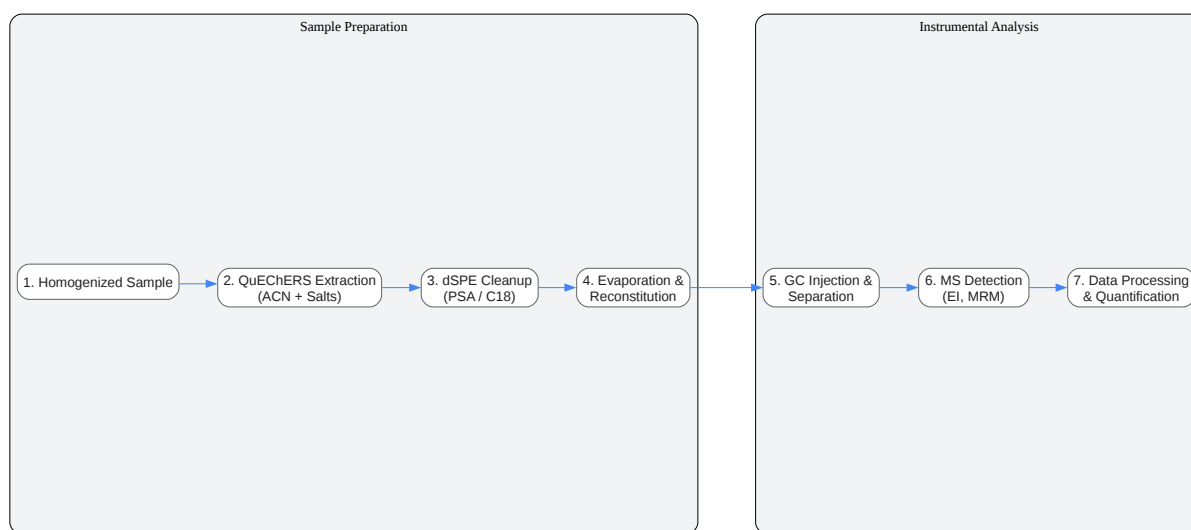 Sample Preparation
Instrumental Analysis
1. Homogenized Sample
2. QuEChERS Extraction
(ACN + Salts)
3. dSPE Cleanup
(PSA / C18)
4. Evaporation &
Reconstitution
5. GC Injection &
Separation
6. MS Detection
(EI, MRM)
7. Data Processing
& Quantification